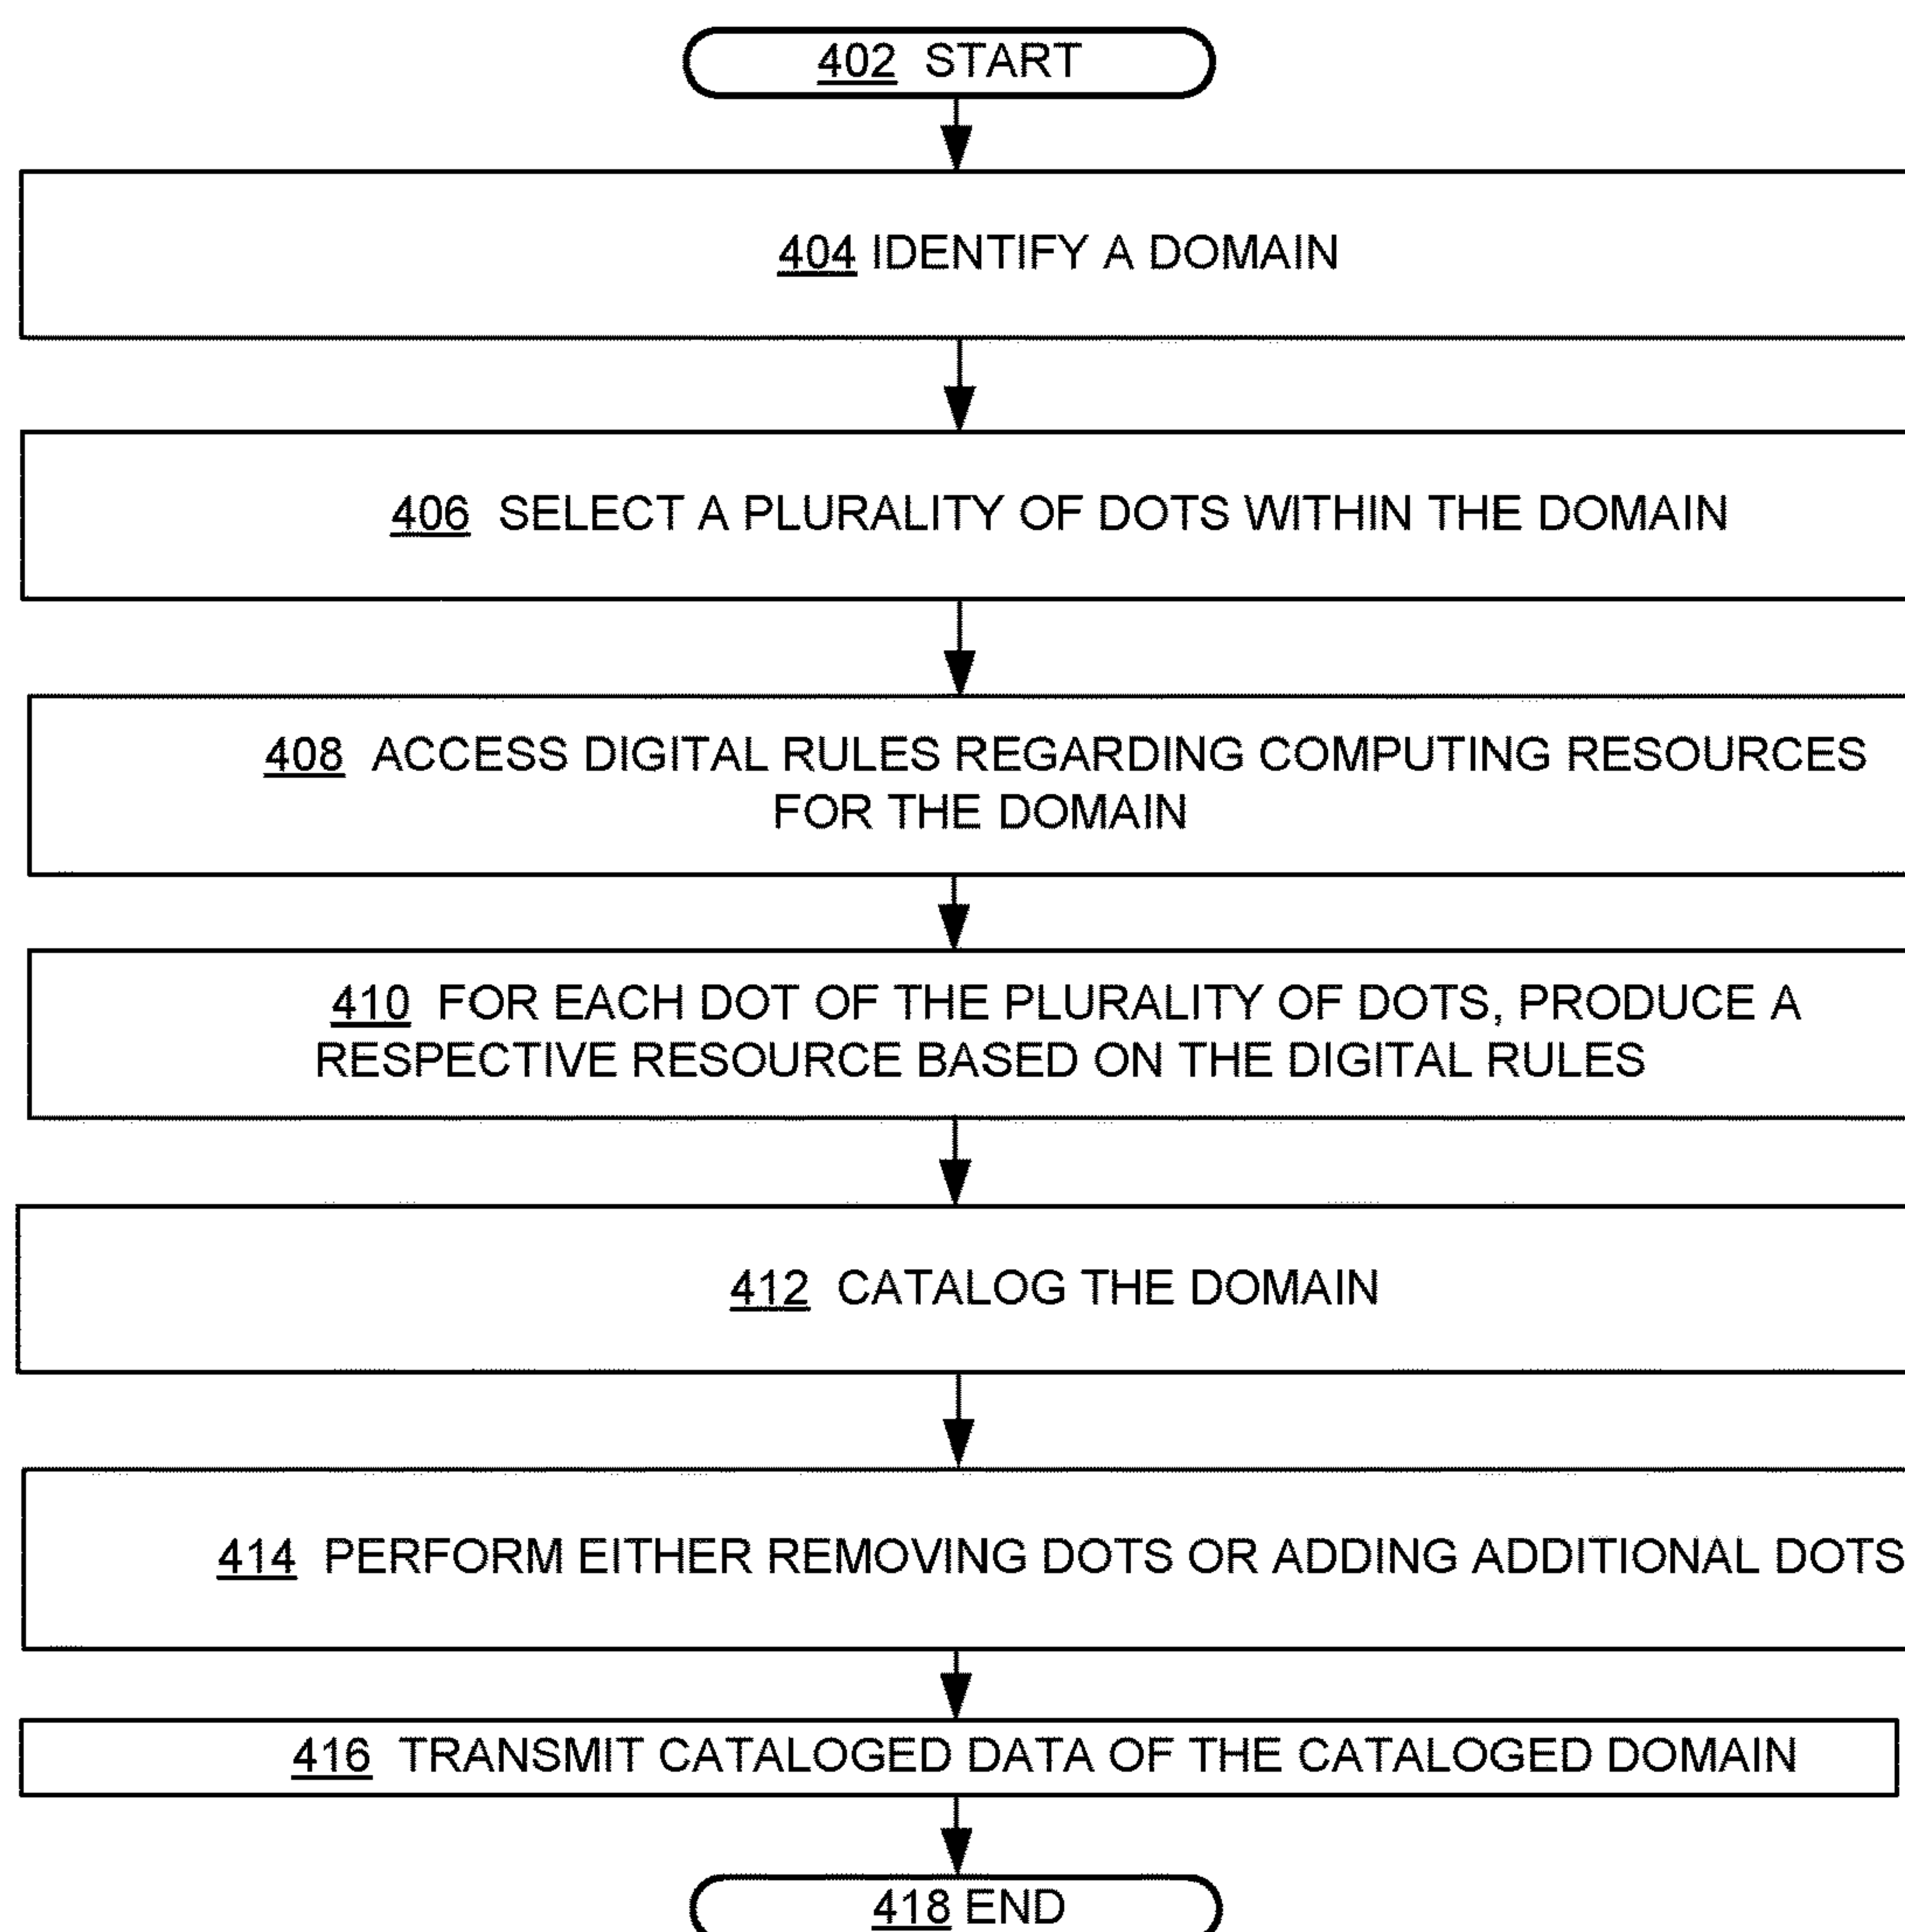 402 START
404 IDENTIFY A DOMAIN
406 SELECT A PLURALITY OF DOTS WITHIN THE DOMAIN
408 ACCESS DIGITAL RULES REGARDING COMPUTING RESOURCES
FOR THE DOMAIN
410 FOR EACH DOT OF THE PLURALITY OF DOTS, PRODUCE A
RESPECTIVE RESOURCE BASED ON THE DIGITAL RULES
412 CATALOG THE DOMAIN
414 PERFORM EITHER REMOVING DOTS OR ADDING ADDITIONAL DOTS
416 TRANSMIT CATALOGED DATA OF THE CATALOGED DOMAIN
418 END